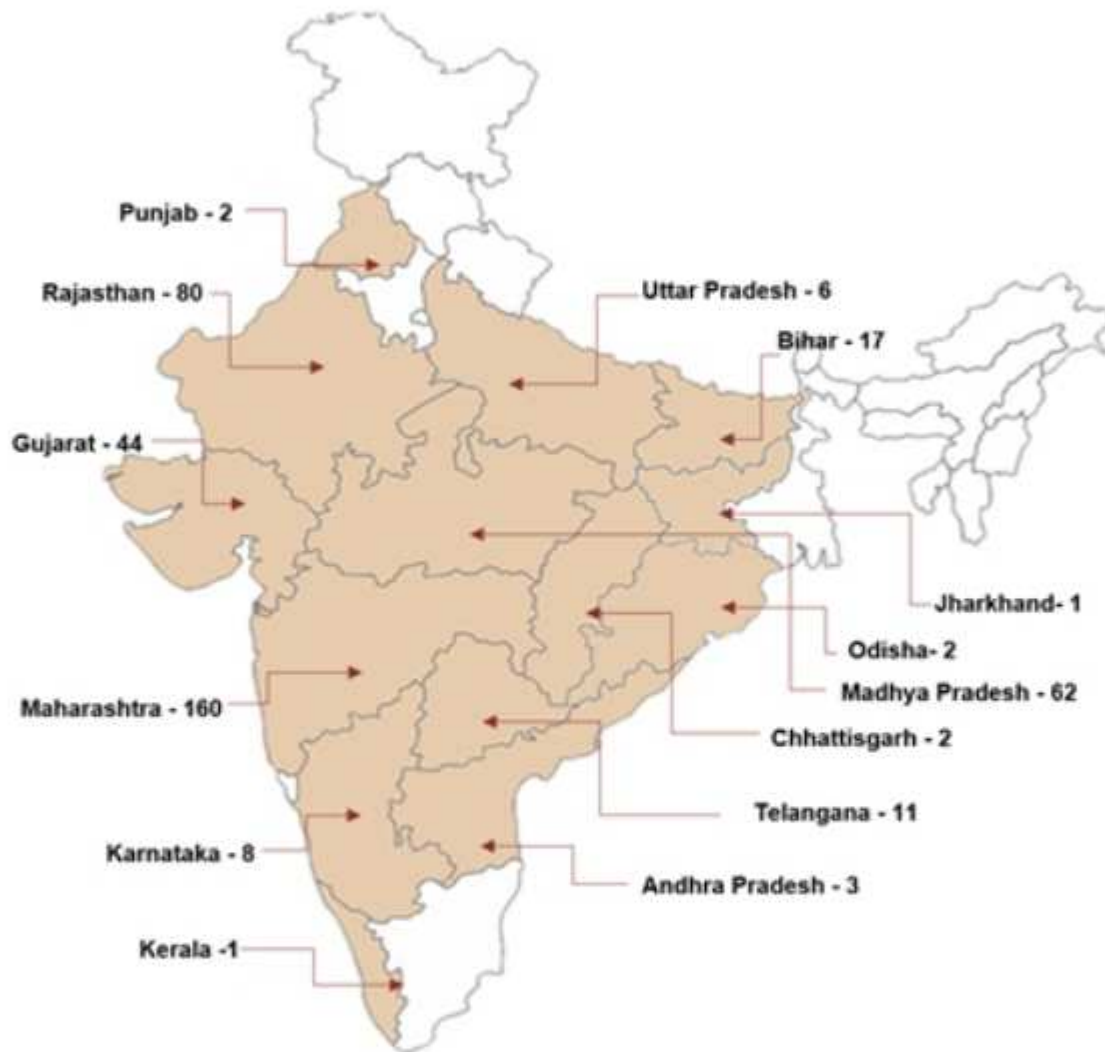 Punjab - 2
Rajasthan - 80
Uttar Pradesh - 6
Bihar - 17
Gujarat - 44
Jharkhand- 1
Odisha- 2
Madhya Pradesh - 62
Maharashtra - 160
Chhattisgarh - 2
Telangana - 11
Karnataka - 8
Andhra Pradesh - 3
Kerala -1